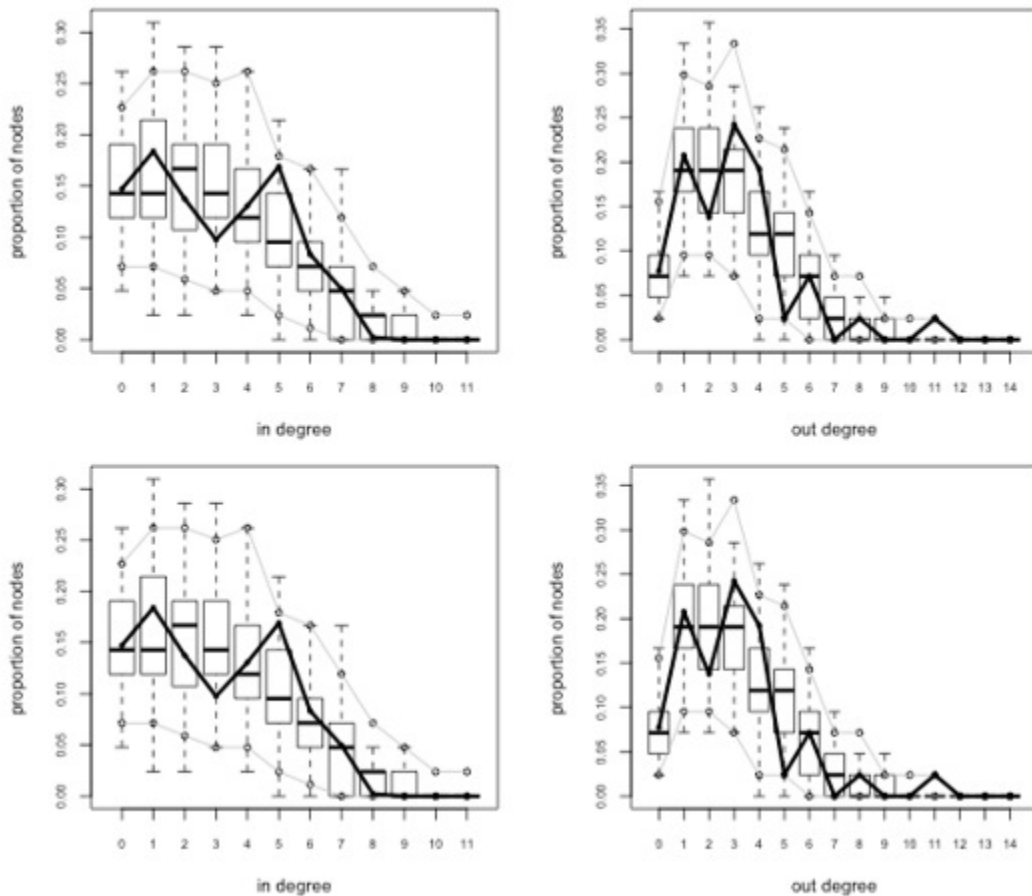 proportion of nodes
0.00 0.05 0.10 0.15 0.20 0.25 0.30
0 1 2 3 4 5 6 7 8 9 10 11
in degree
proportion of nodes
0.00 0.05 0.10 0.15 0.20 0.25 0.30 0.35
0 1 2 3 4 5 6 7 8 9 10 11 12 13 14
out degree
proportion of nodes
0.00 0.05 0.10 0.15 0.20 0.25 0.30
0 1 2 3 4 5 6 7 8 9 10 11
in degree
proportion of nodes
0.00 0.05 0.10 0.15 0.20 0.25 0.30 0.35
0 1 2 3 4 5 6 7 8 9 10 11 12 13 14
out degree